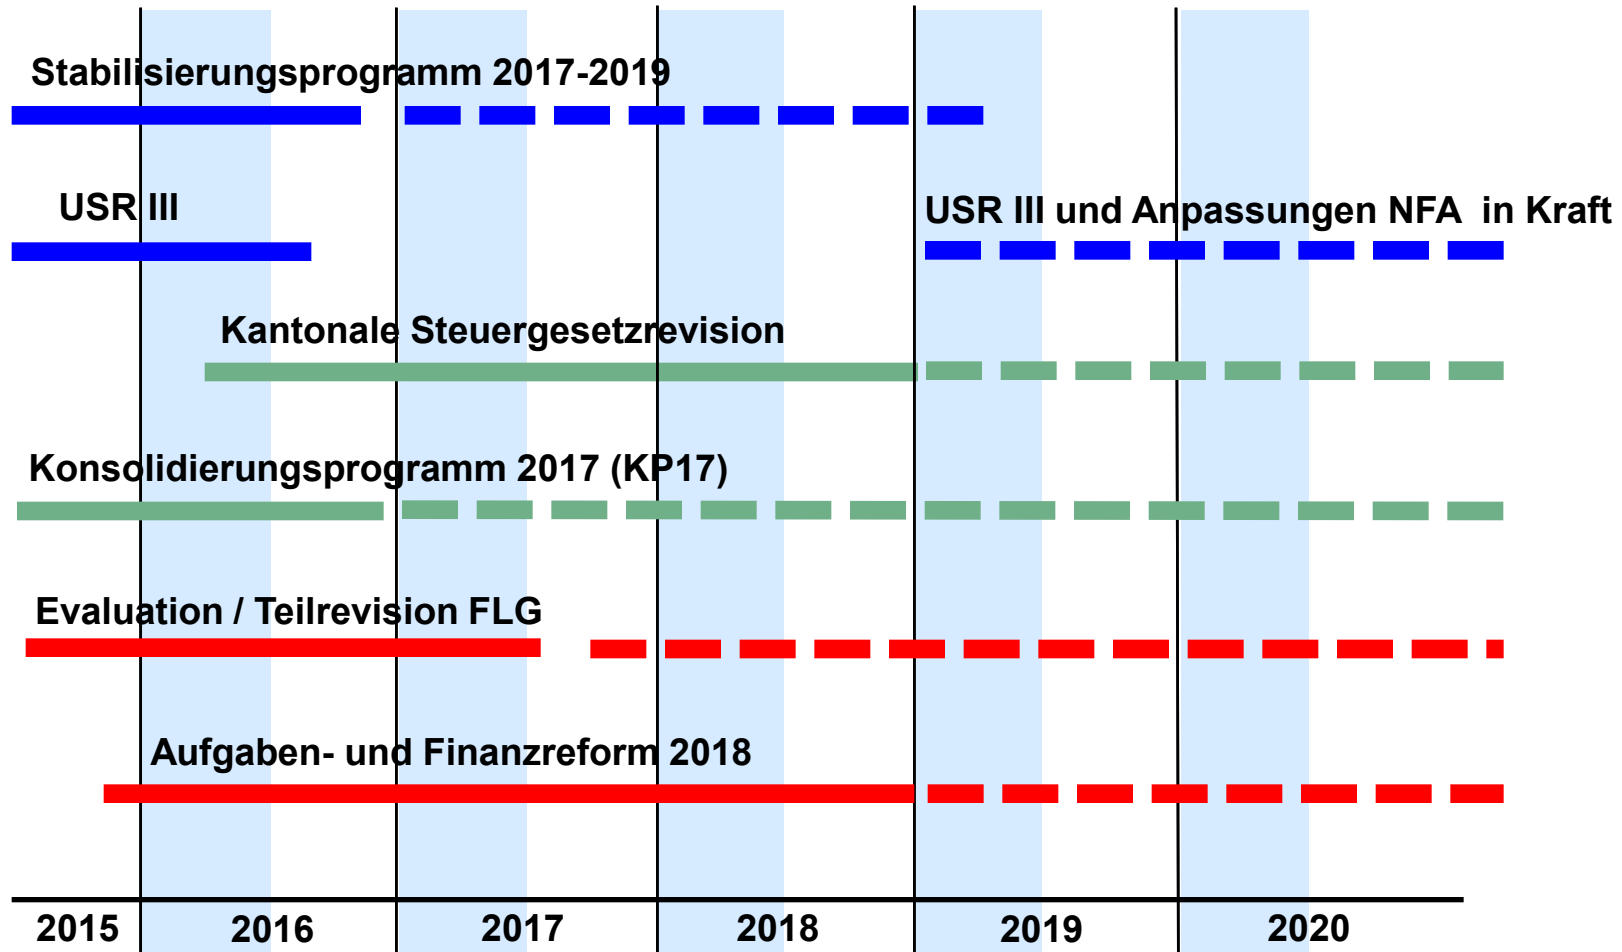 Stabilisierungsprogramm 2017-2019
USR III
USR III und Anpassungen NFA in Kraft
Kantonale Steuergesetzrevision
Konsolidierungsprogramm 2017 (KP17)
Evaluation / Teilrevision FLG
Aufgaben- und Finanzreform 2018
2015 2016 2017 2018 2019 2020